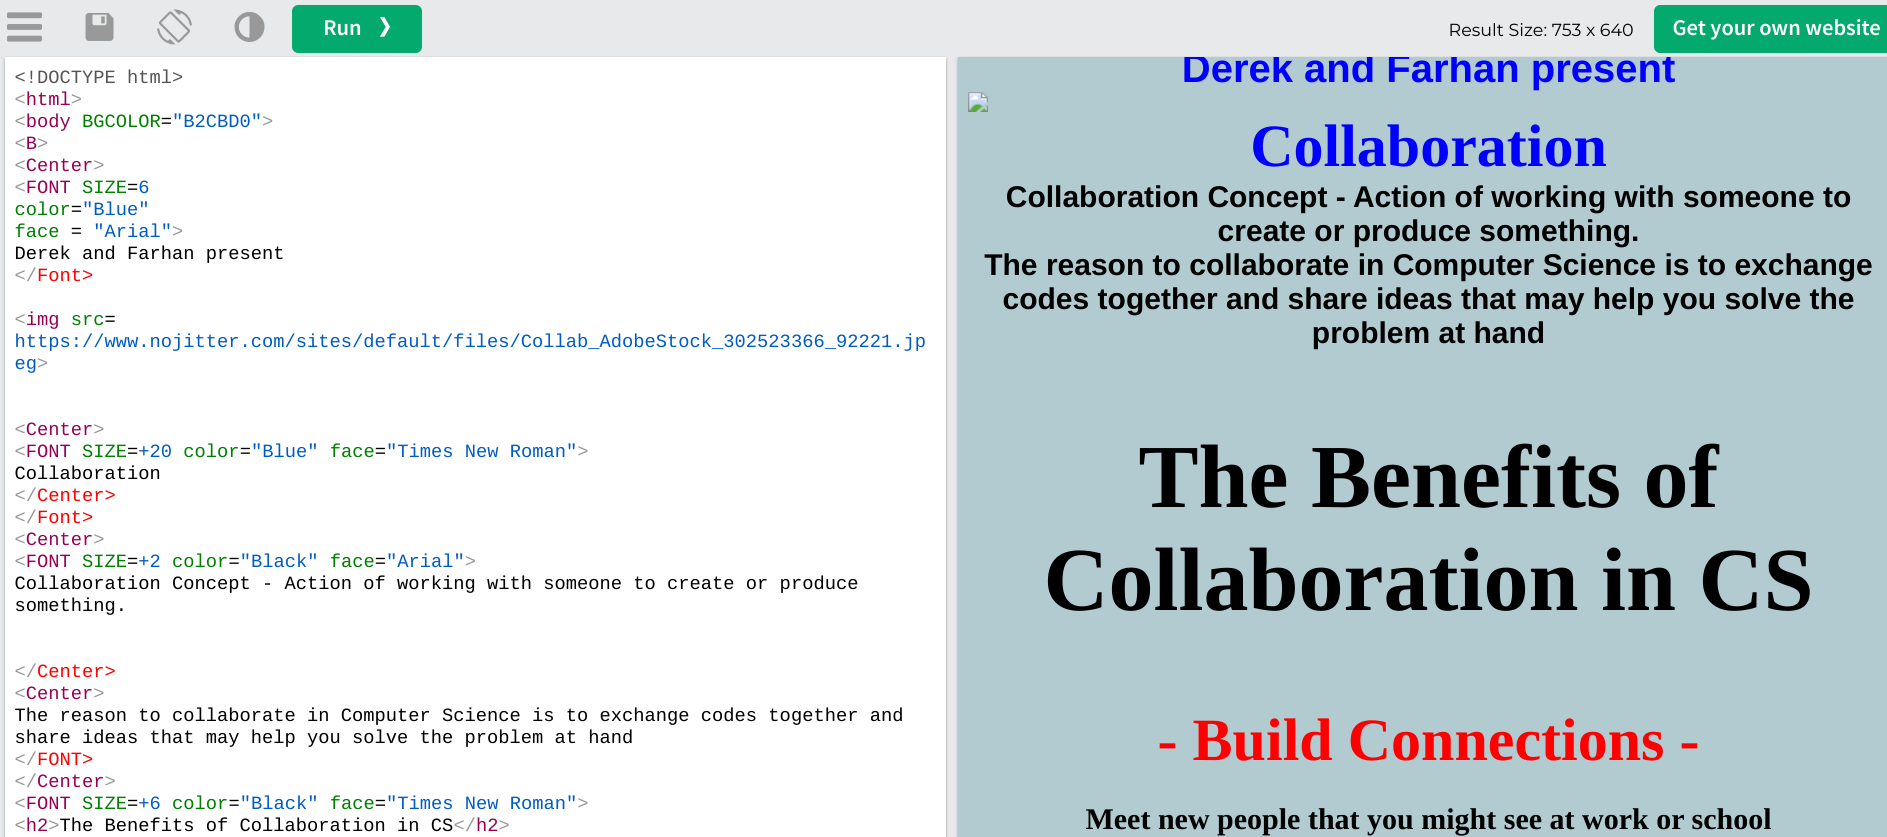 Run ❯
Result Size: 753 x 640
Get your own website
<!DOCTYPE html>
<html>
<body BGCOLOR="B2CBD0">
<B>
<Center>
<FONT SIZE=6
color="Blue"
face = "Arial">
Derek and Farhan present
</Font>
<img src=
https://www.nojitter.com/sites/default/files/Collab_AdobeStock_302523366_92221.jp
eg>
<Center>
<FONT SIZE=+20 color="Blue" face="Times New Roman">
Collaboration
</Center>
</Font>
<Center>
<FONT SIZE=+2 color="Black" face="Arial">
Collaboration Concept - Action of working with someone to create or produce
something.
</Center>
<Center>
The reason to collaborate in Computer Science is to exchange codes together and
share ideas that may help you solve the problem at hand
</FONT>
</Center>
<FONT SIZE=+6 color="Black" face="Times New Roman">
<h2>The Benefits of Collaboration in CS</h2>
Derek and Farhan present
Collaboration
Collaboration Concept - Action of working with someone to
create or produce something.
The reason to collaborate in Computer Science is to exchange
codes together and share ideas that may help you solve the
problem at hand
The Benefits of
Collaboration in CS
- Build Connections -
Meet new people that you might see at work or school